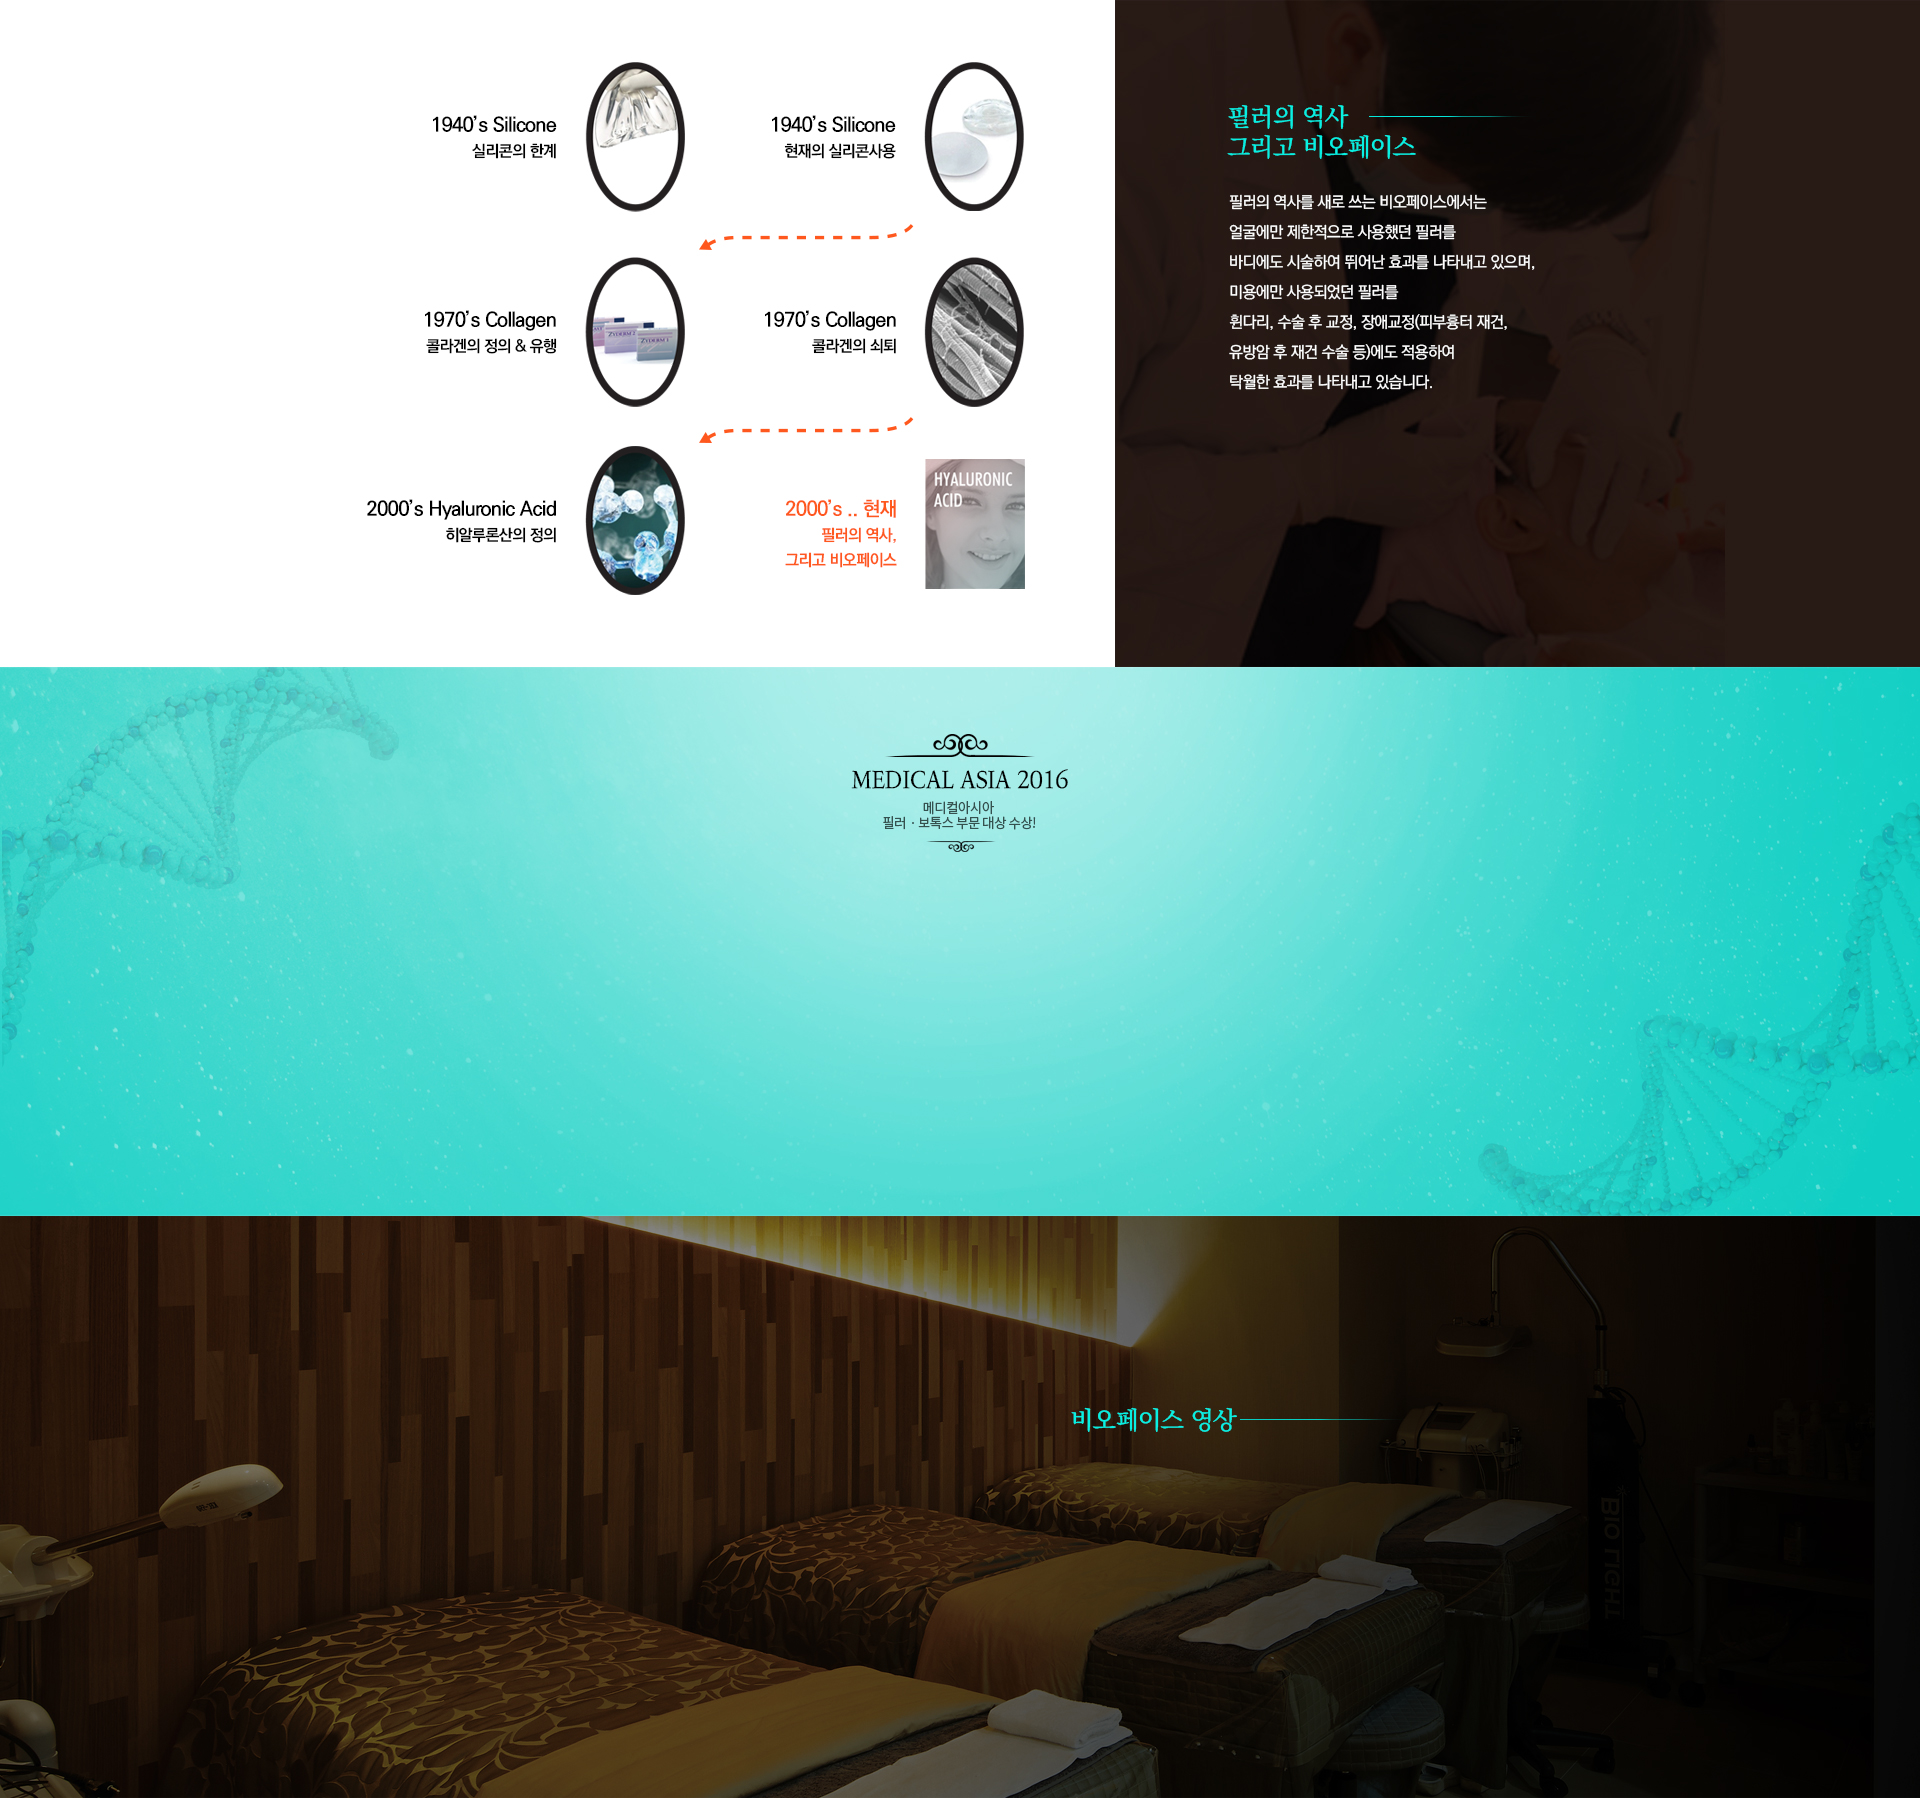 1940's Silicone
실리콘의 한계
1940's Silicone
현재의 실리콘사용
1970's Collagen
콜라겐의 정의 & 유행
ZYDERM 2
ZYDERM 1
1970's Collagen
콜라겐의 쇠퇴
2000's Hyaluronic Acid
히알루론산의 정의
2000's .. 현재
필러의 역사,
그리고 비오페이스
HYALURONIC
ACID
필러의 역사
그리고 비오페이스
필러의 역사를 새로 쓰는 비오페이스에서는
얼굴에만 제한적으로 사용했던 필러를
바디에도 시술하여 뛰어난 효과를 나타내고 있으며,
미용에만 사용되었던 필러를
휜다리, 수술 후 교정, 장애교정(피부흉터 재건,
유방암 후 재건 수술 등)에도 적용하여
탁월한 효과를 나타내고 있습니다.
MEDICAL ASIA 2016
메디컬아시아
필러 · 보톡스 부문 대상 수상!
비오페이스 영상
BIO LIGHT